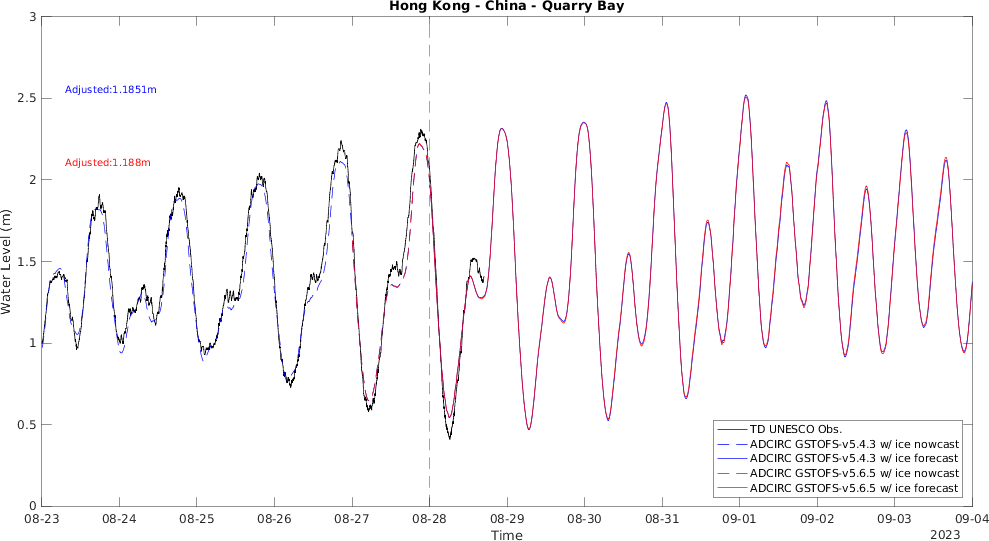 Hong Kong - China - Quarry Bay
3
2.5
2
1.5
1
0.5
0
Water Level (m)
Adjusted:1.1851m
Adjusted:1.188m
TD UNESCO Obs.
ADCIRC GSTOFS-v5.4.3 w/ ice nowcast
ADCIRC GSTOFS-v5.4.3 w/ ice forecast
ADCIRC GSTOFS-v5.6.5 w/ ice nowcast
ADCIRC GSTOFS-v5.6.5 w/ ice forecast
08-23 08-24 08-25 08-26 08-27 08-28 08-29 08-30 08-31 09-01 09-02 09-03 09-04
Time
2023